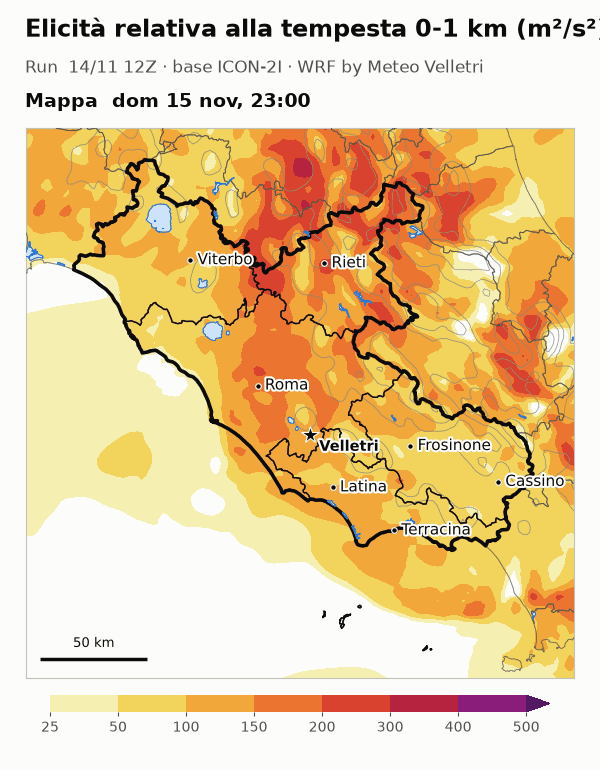 Elicità relativa alla tempesta 0-1 km (m²/s²)
Run  14/11 12Z · base ICON-2I · WRF by Meteo Velletri
Mappa  dom 15 nov, 23:00
Viterbo
Rieti
Roma
Velletri
Frosinone
Latina
Cassino
Terracina
50 km
25 50 100 150 200 300 400 500